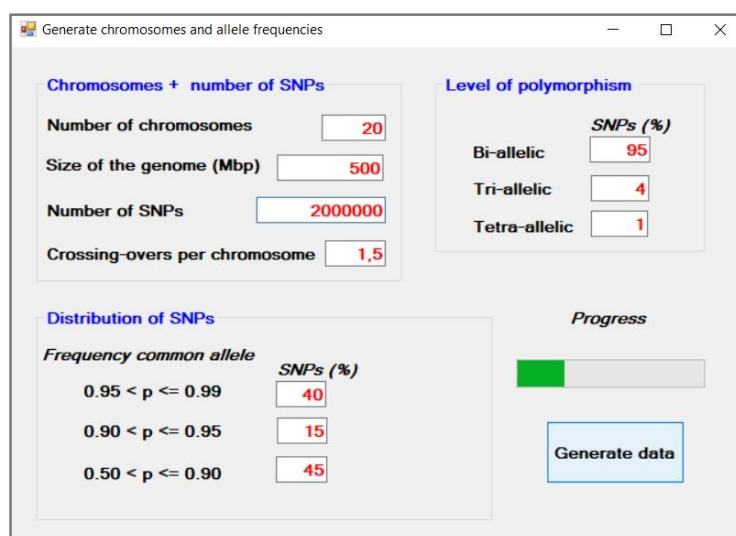 Generate chromosomes and allele frequencies
Chromosomes + number of SNPs
Number of chromosomes 20
Size of the genome (Mbp) 500
Number of SNPs 2000000
Crossing-overs per chromosome 1,5
Level of polymorphism
SNPs (%)
Bi-allelic 95
Tri-allelic 4
Tetra-allelic 1
Distribution of SNPs
Frequency common allele
SNPs (%)
0.95 < p <= 0.99 40
0.90 < p <= 0.95 15
0.50 < p <= 0.90 45
Progress
Generate data